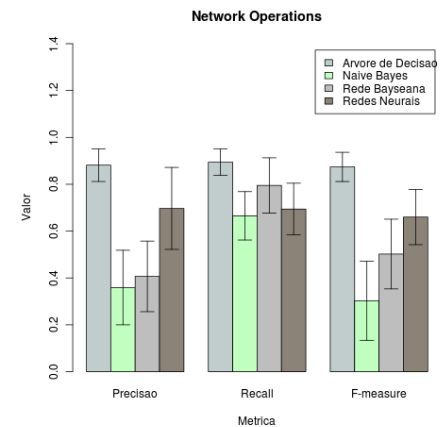 Network Operations
1.4
1.2
1.0
0.8
0.6
0.4
0.2
0.0
Valor
Arvore de Decisao
Naive Bayes
Rede Bayseana
Redes Neurais
Precisao
Recall
F-measure
Metrica